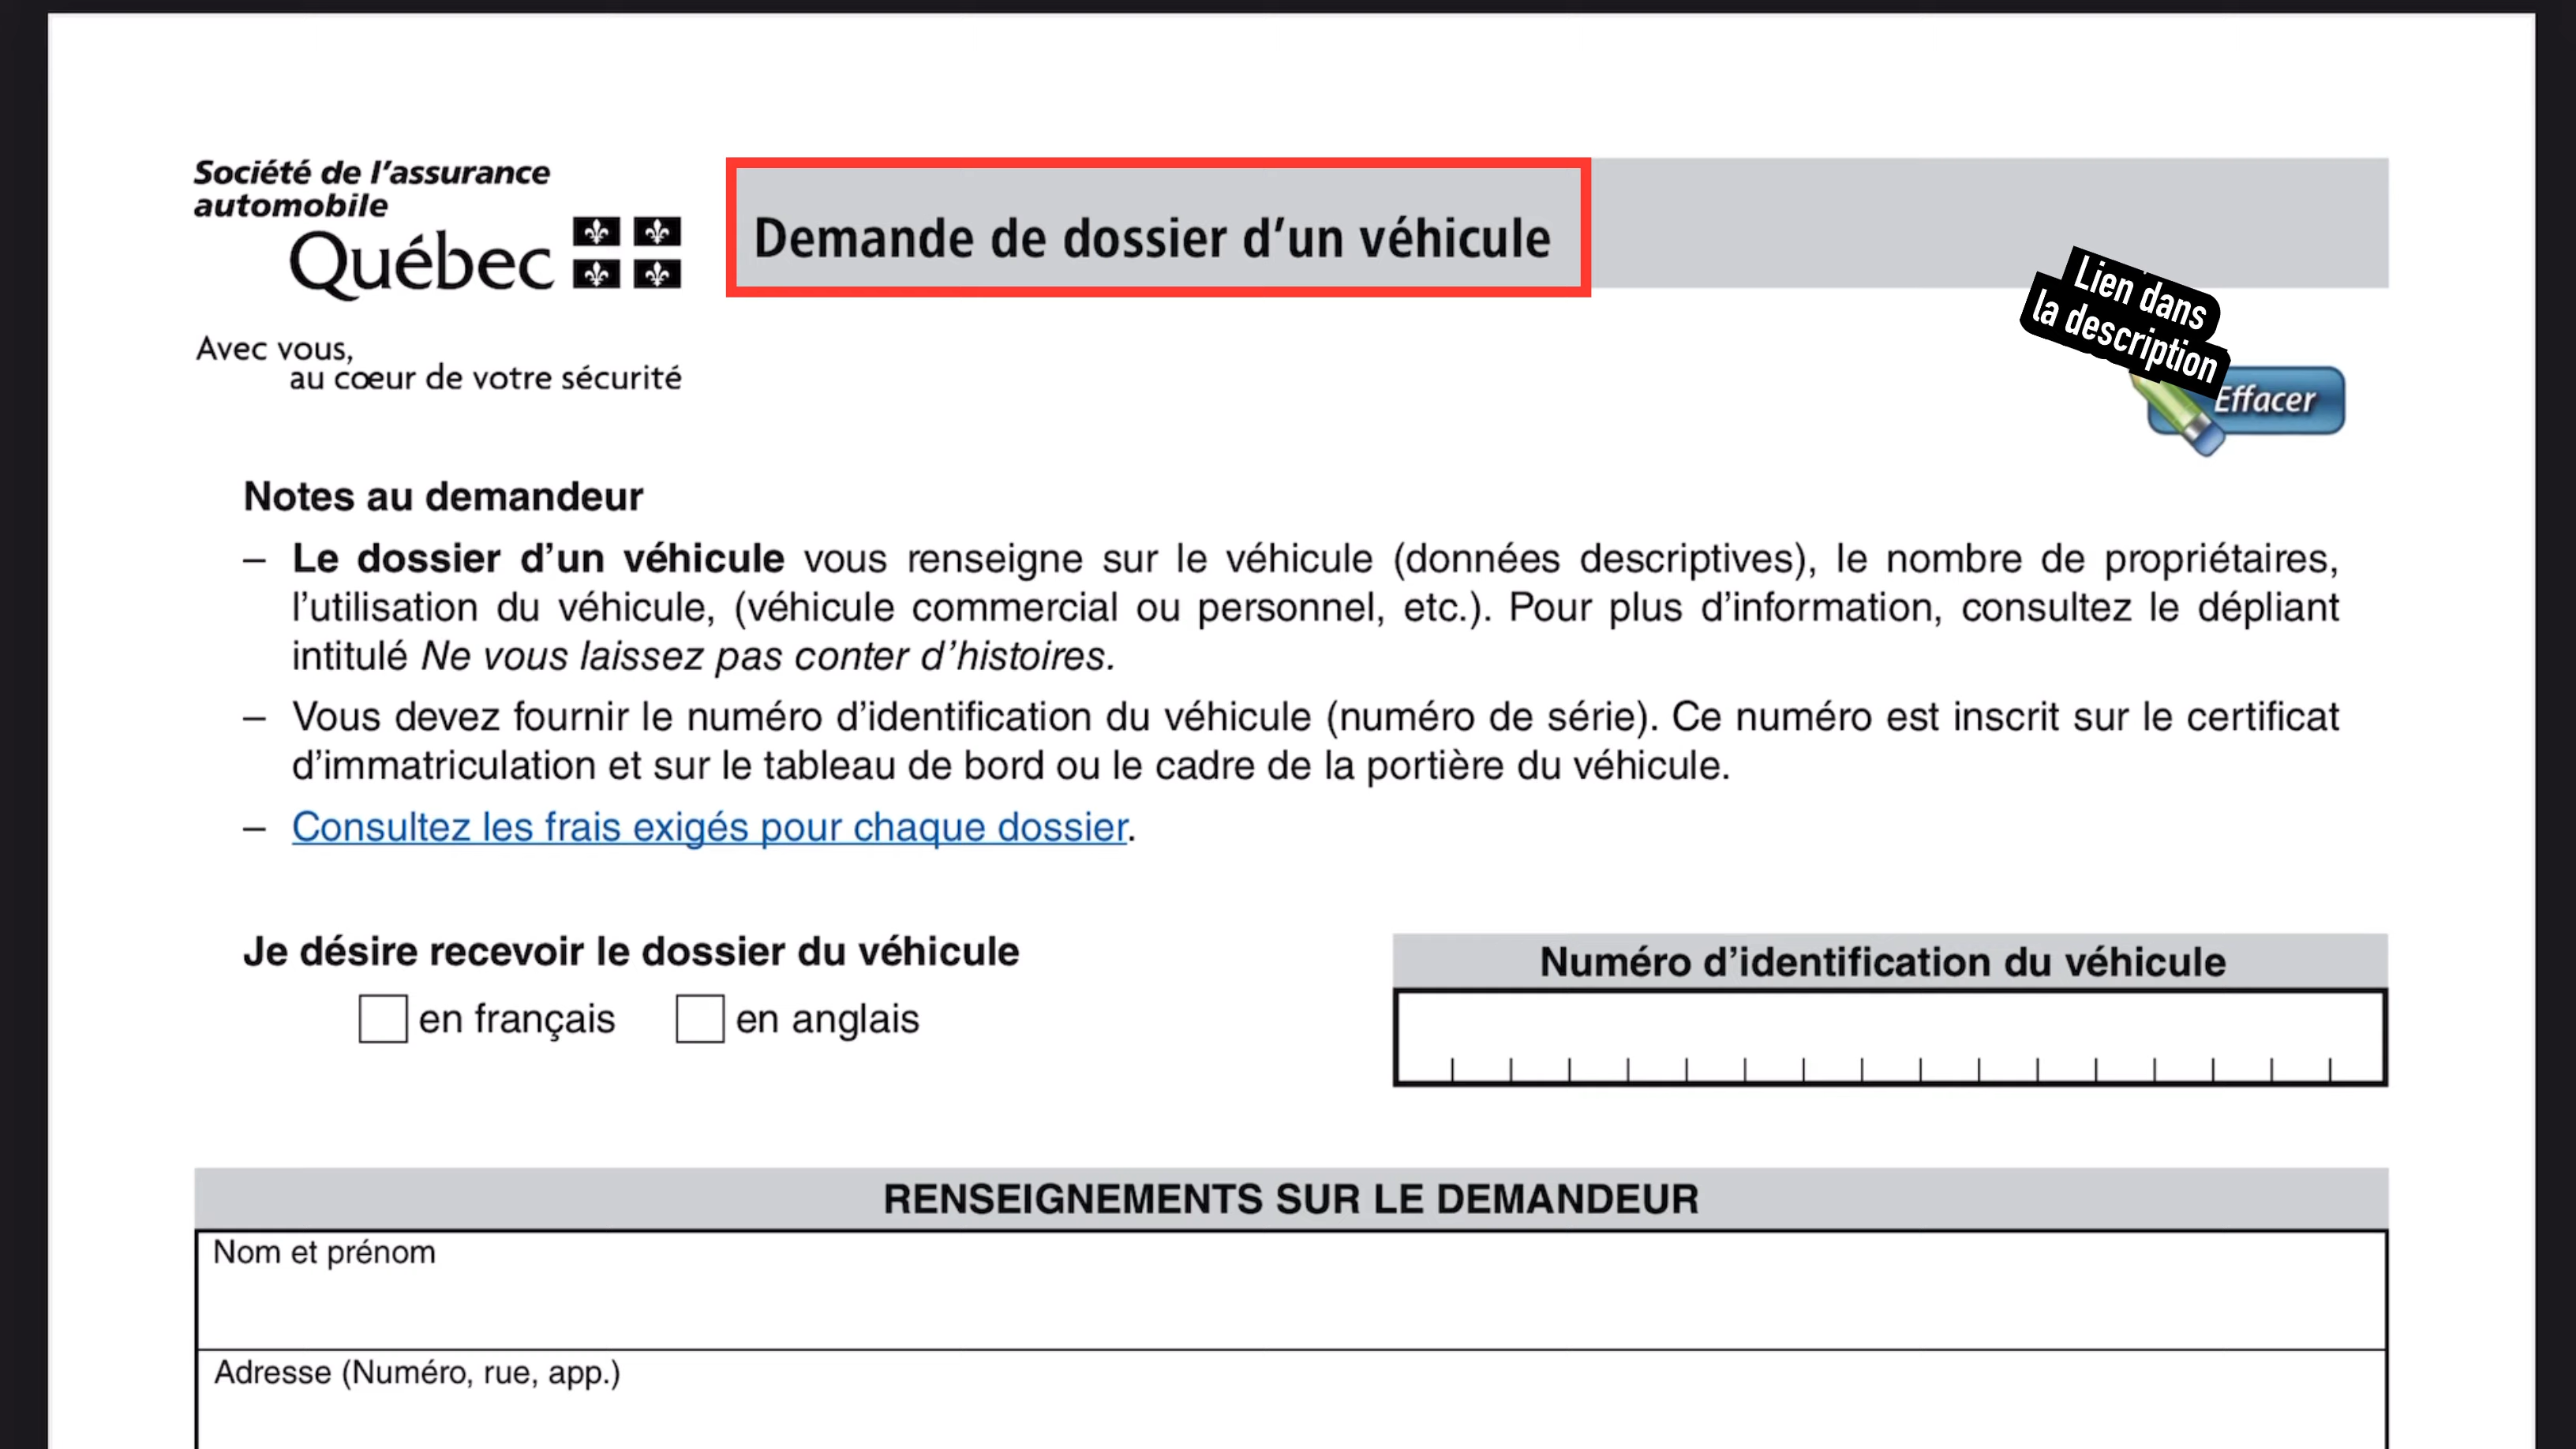 Société de l'assurance
automobile
Québec
Avec vous,
au cœur de votre sécurité
Demande de dossier d'un véhicule
Lien dans
la description
Effacer
Notes au demandeur
– Le dossier d'un véhicule vous renseigne sur le véhicule (données descriptives), le nombre de propriétaires,
l'utilisation du véhicule, (véhicule commercial ou personnel, etc.). Pour plus d'information, consultez le dépliant
intitulé Ne vous laissez pas conter d'histoires.
– Vous devez fournir le numéro d'identification du véhicule (numéro de série). Ce numéro est inscrit sur le certificat
d'immatriculation et sur le tableau de bord ou le cadre de la portière du véhicule.
– Consultez les frais exigés pour chaque dossier.
Je désire recevoir le dossier du véhicule
en français en anglais
Numéro d'identification du véhicule
RENSEIGNEMENTS SUR LE DEMANDEUR
Nom et prénom
Adresse (Numéro, rue, app.)